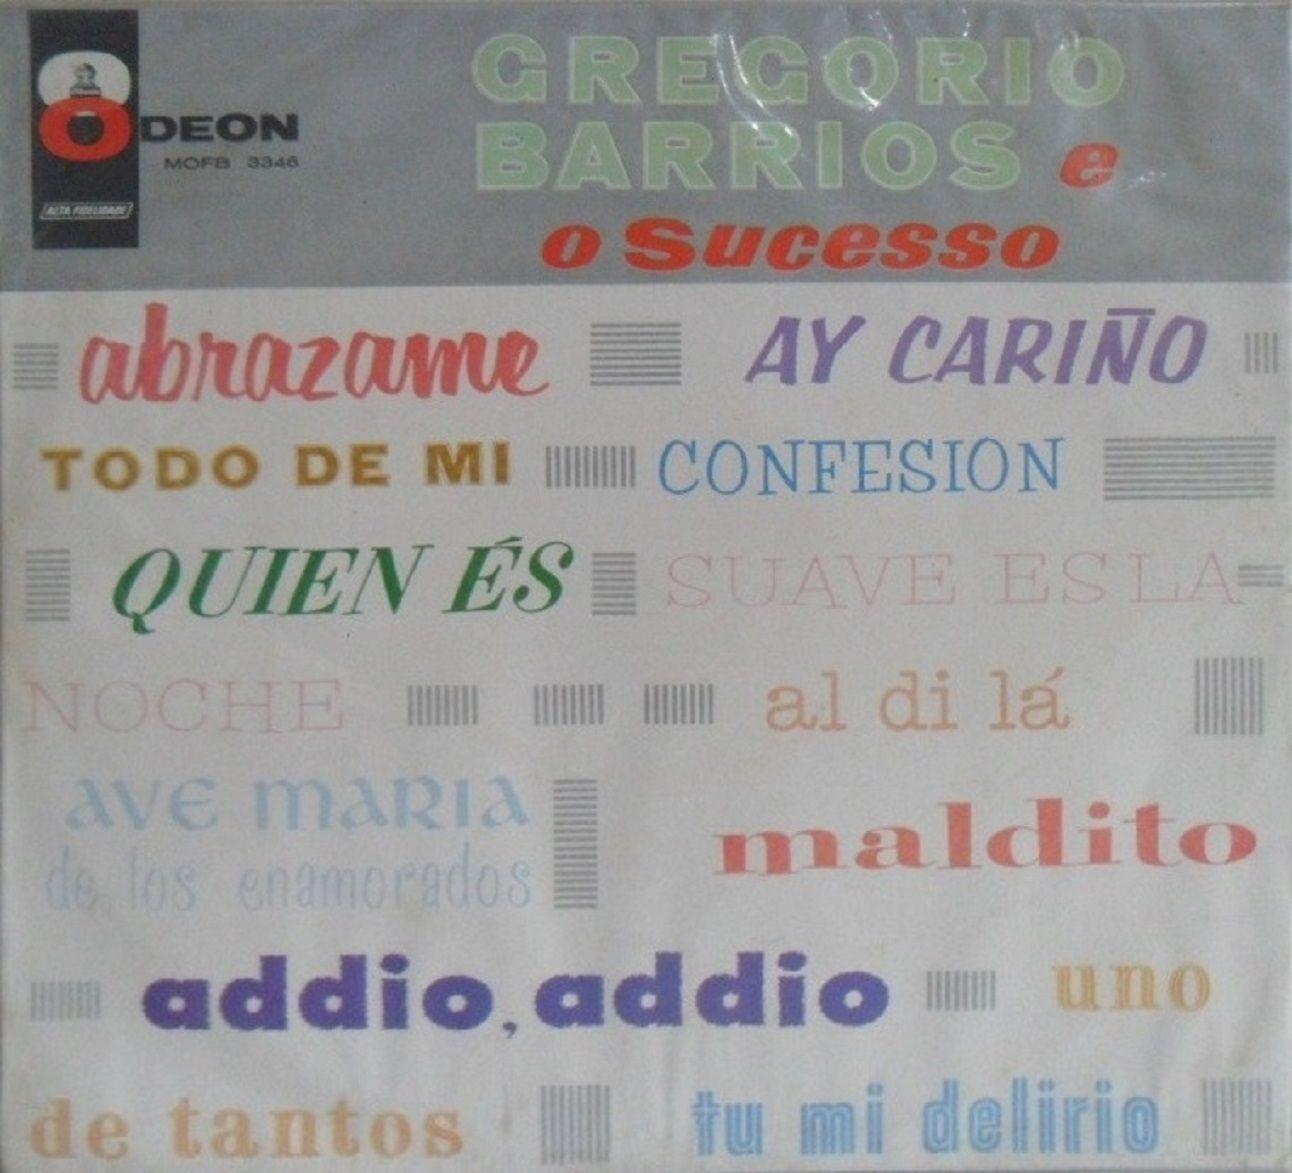 ODEON
MOFB 3346
ALTA FIDELIDADE
GREGORIO
BARRIOS e
o Sucesso
abrazame AY CARIÑO
TODO DE MI CONFESION
QUIEN ÉS SUAVE ES LA
NOCHE al di lá
AVE MARIA
de los enamorados
maldito
addio, addio uno
de tantos tu mi delirio